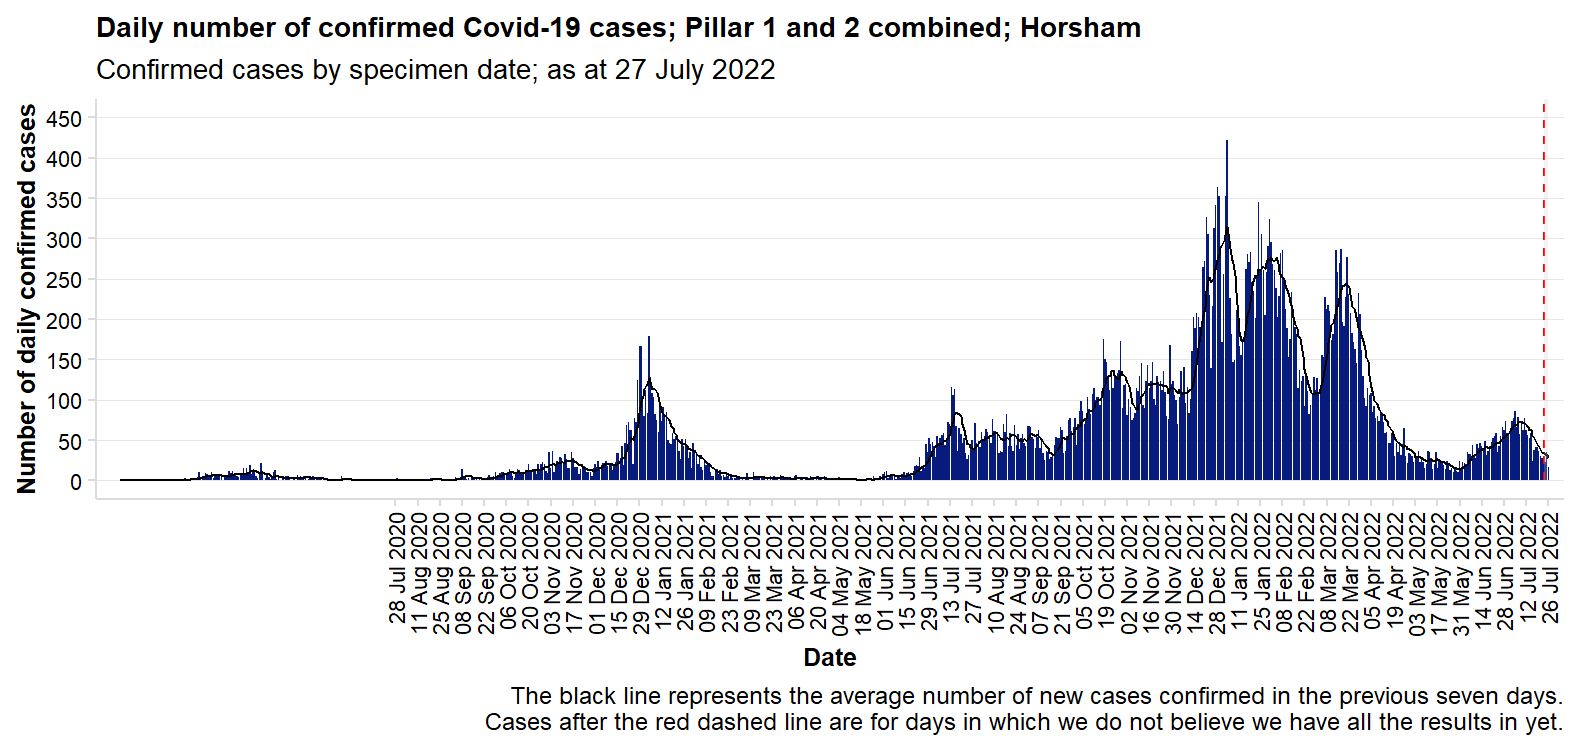 Daily number of confirmed Covid-19 cases; Pillar 1 and 2 combined; Horsham
Confirmed cases by specimen date; as at 27 July 2022
Number of daily confirmed cases
450
400
350
300
250
200
150
100
50
0
28 Jul 2020
11 Aug 2020
25 Aug 2020
08 Sep 2020
22 Sep 2020
06 Oct 2020
20 Oct 2020
03 Nov 2020
17 Nov 2020
01 Dec 2020
15 Dec 2020
29 Dec 2020
12 Jan 2021
26 Jan 2021
09 Feb 2021
23 Feb 2021
09 Mar 2021
23 Mar 2021
06 Apr 2021
20 Apr 2021
04 May 2021
18 May 2021
01 Jun 2021
15 Jun 2021
29 Jun 2021
13 Jul 2021
27 Jul 2021
10 Aug 2021
24 Aug 2021
07 Sep 2021
21 Sep 2021
05 Oct 2021
19 Oct 2021
02 Nov 2021
16 Nov 2021
30 Nov 2021
14 Dec 2021
28 Dec 2021
11 Jan 2022
25 Jan 2022
08 Feb 2022
22 Feb 2022
08 Mar 2022
22 Mar 2022
05 Apr 2022
19 Apr 2022
03 May 2022
17 May 2022
31 May 2022
14 Jun 2022
28 Jun 2022
12 Jul 2022
26 Jul 2022
Date
The black line represents the average number of new cases confirmed in the previous seven days.
Cases after the red dashed line are for days in which we do not believe we have all the results in yet.